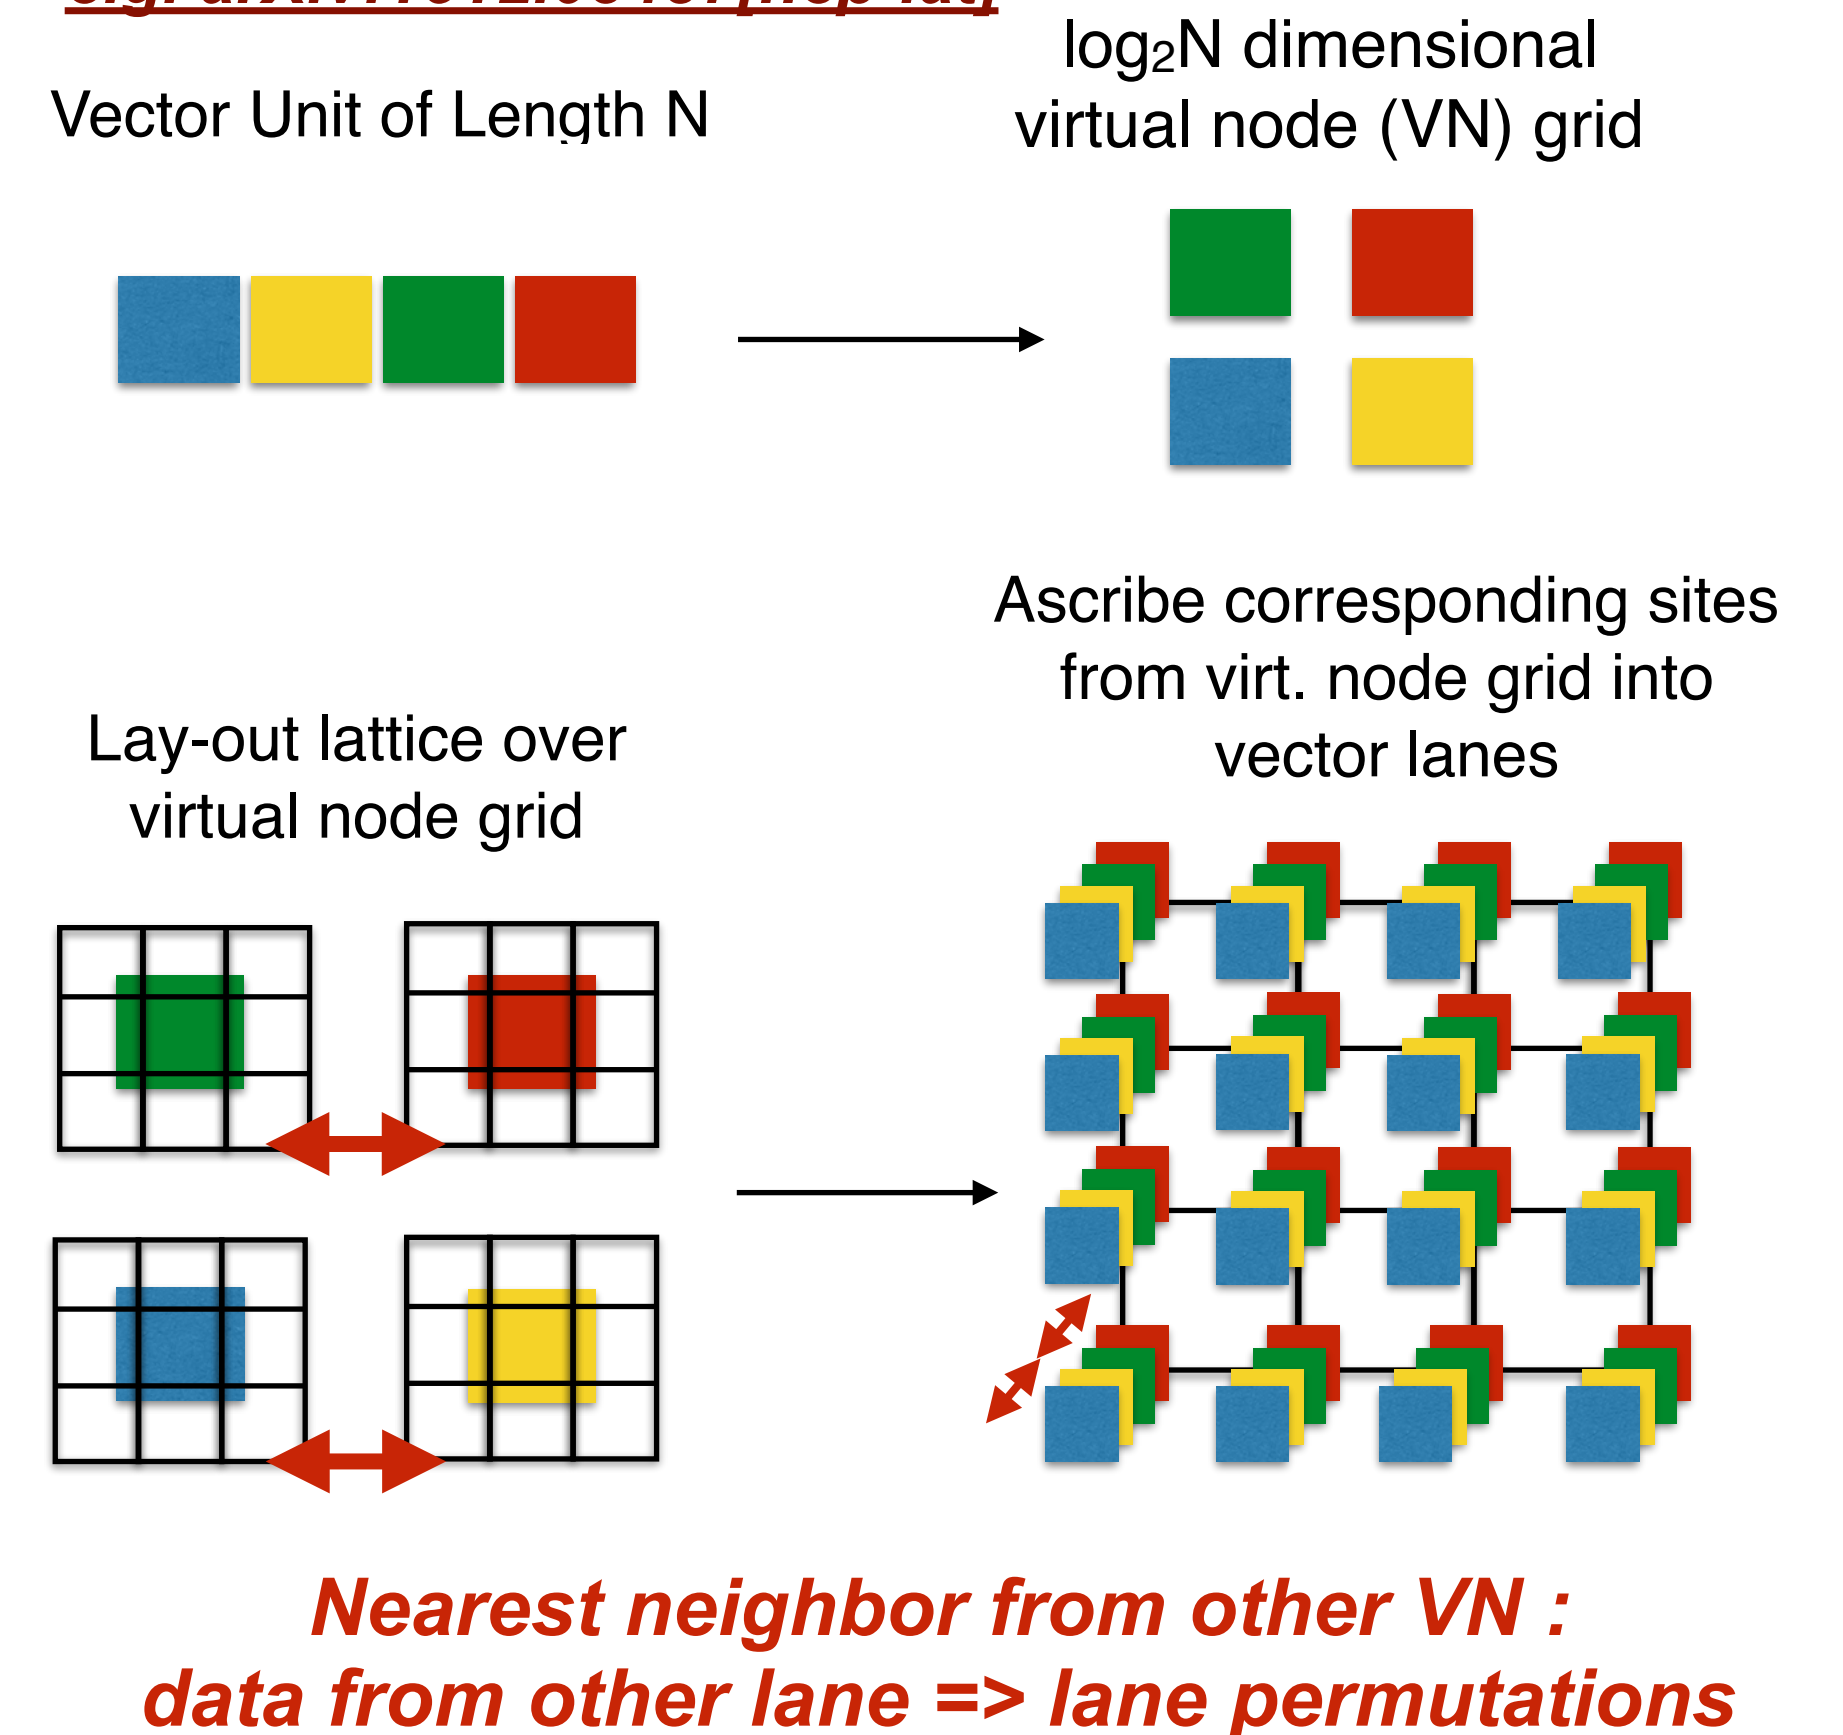 Vector Unit of Length N
log₂N dimensional
virtual node (VN) grid
Lay-out lattice over
virtual node grid
Ascribe corresponding sites
from virt. node grid into
vector lanes
Nearest neighbor from other VN :
data from other lane => lane permutations